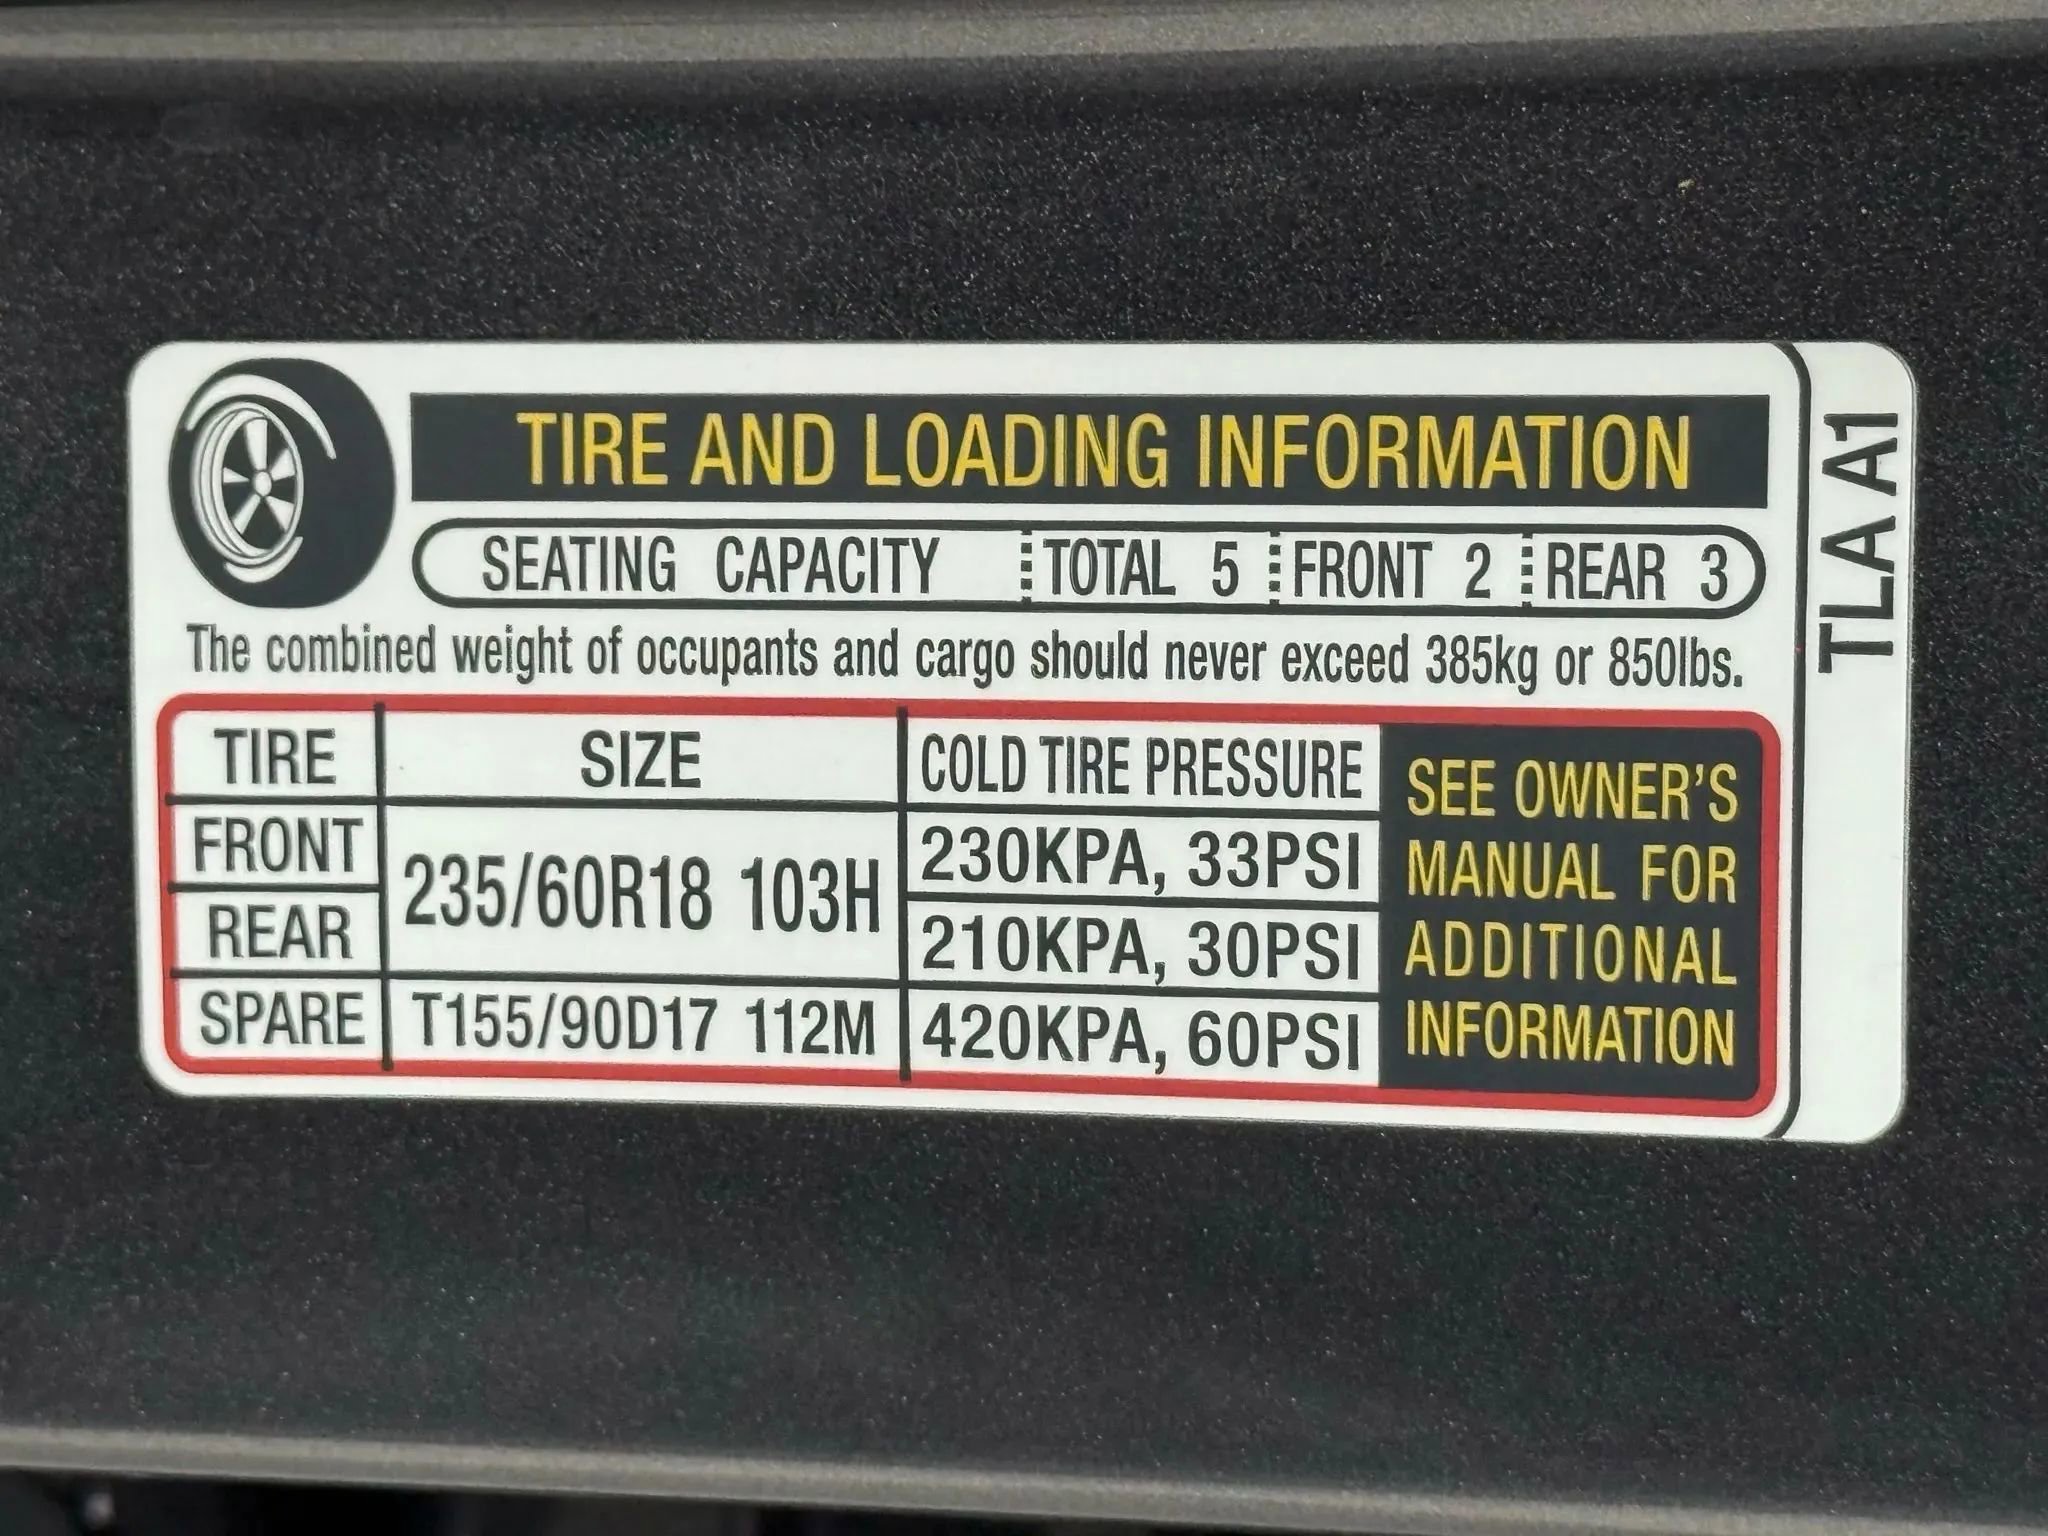 TIRE AND LOADING INFORMATION
SEATING CAPACITY TOTAL 5 FRONT 2 REAR 3
The combined weight of occupants and cargo should never exceed 385kg or 850lbs.
TIRE SIZE COLD TIRE PRESSURE
FRONT 235/60R18 103H 230KPA, 33PSI
REAR 210KPA, 30PSI
SPARE T155/90D17 112M 420KPA, 60PSI
SEE OWNER'S
MANUAL FOR
ADDITIONAL
INFORMATION
TLA A1